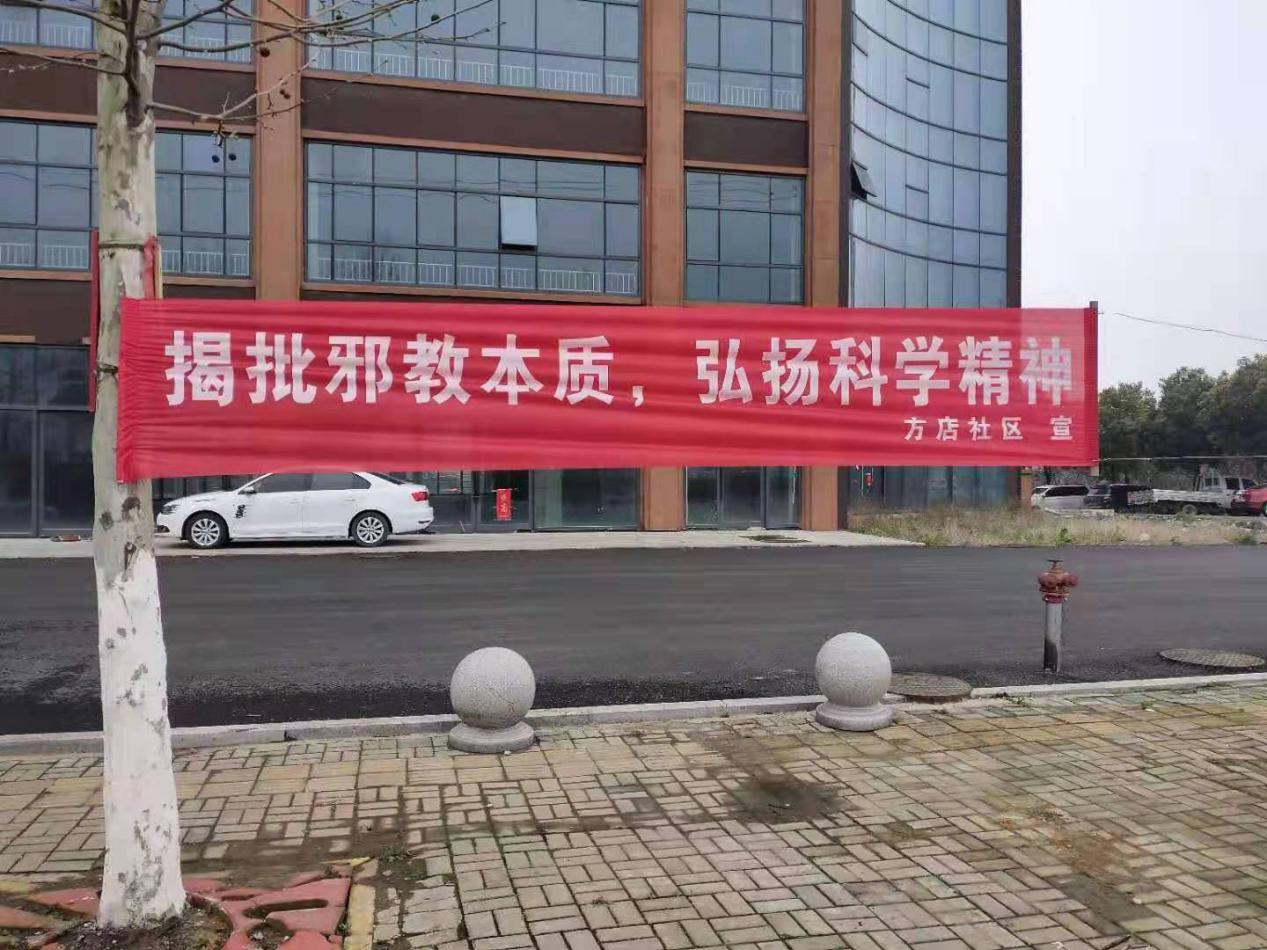 揭批邪教本质，弘扬科学精神
方店社区 宣